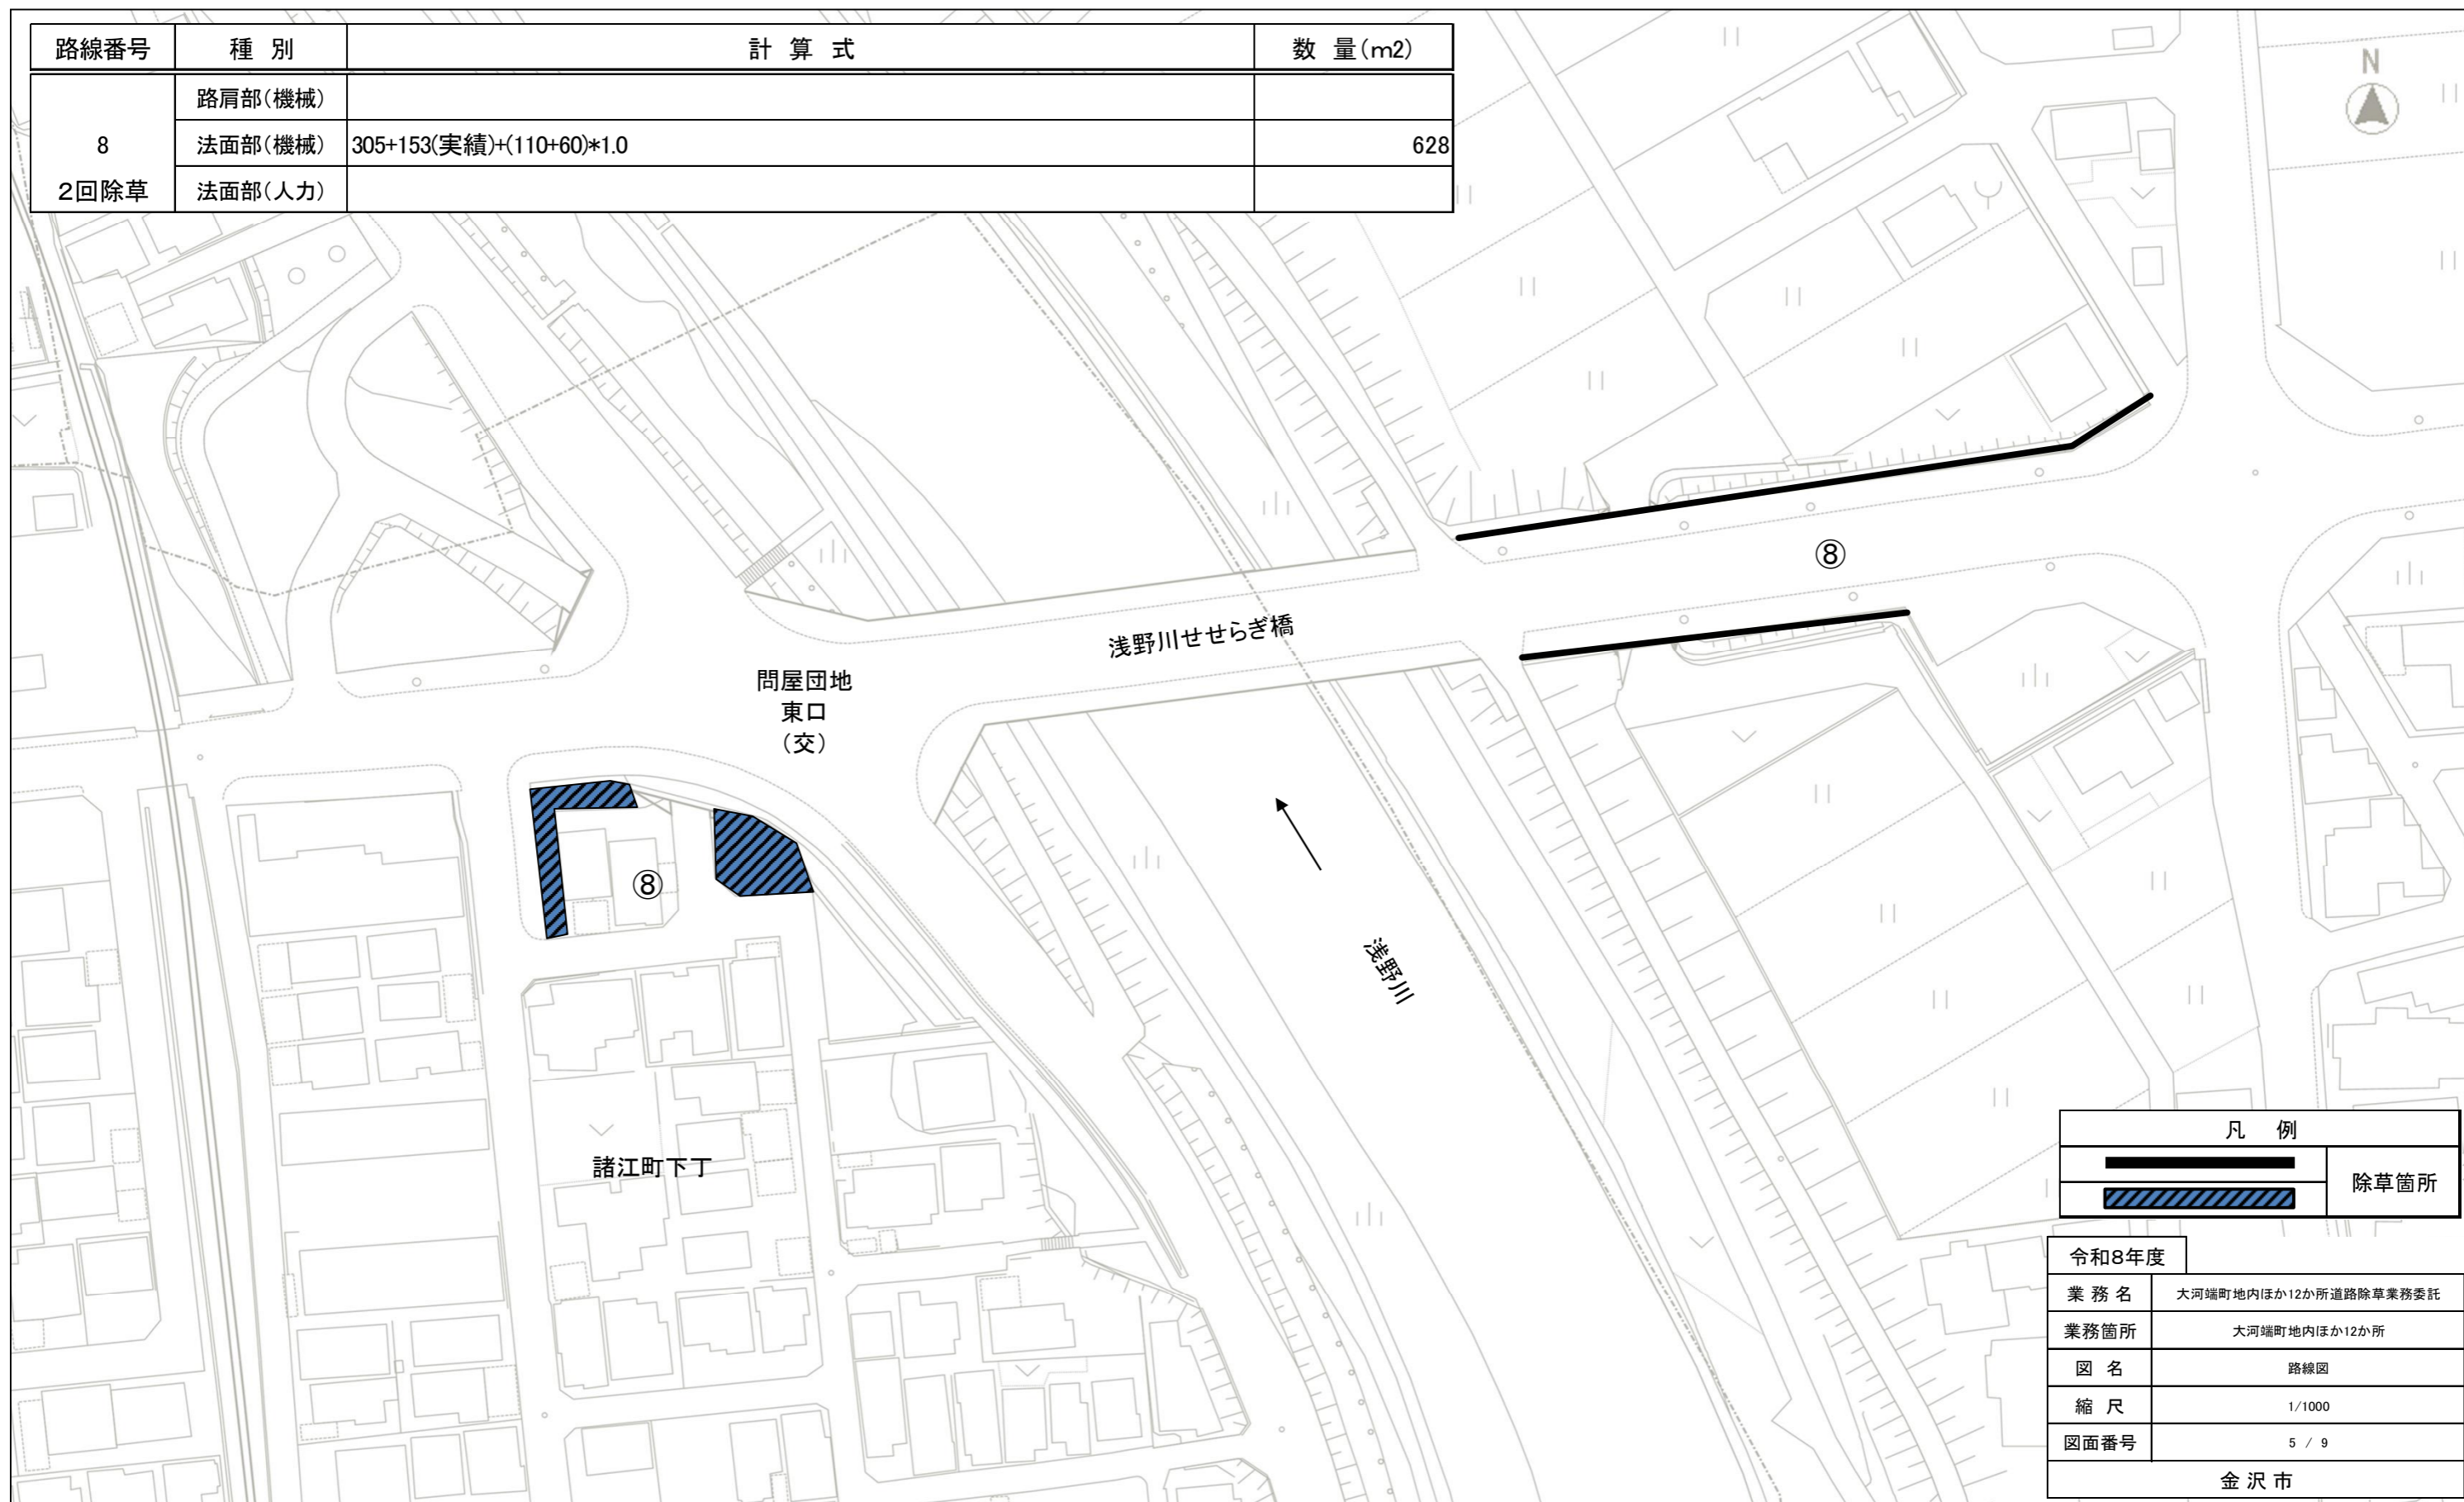 路線番号 種 別 計 算 式 数 量(m2)
8 2回除草
路肩部(機械)
法面部(機械) 305+153(実績)+(110+60)*1.0 628
法面部(人力)
N
⑧
浅野川せせらぎ橋
問屋団地
東口
(交)
⑧
浅野川
諸江町下丁
凡 例
除草箇所
令和8年度
業 務 名 大河端町地内ほか12か所道路除草業務委託
業務箇所 大河端町地内ほか12か所
図 名 路線図
縮 尺 1/1000
図面番号 5 / 9
金 沢 市